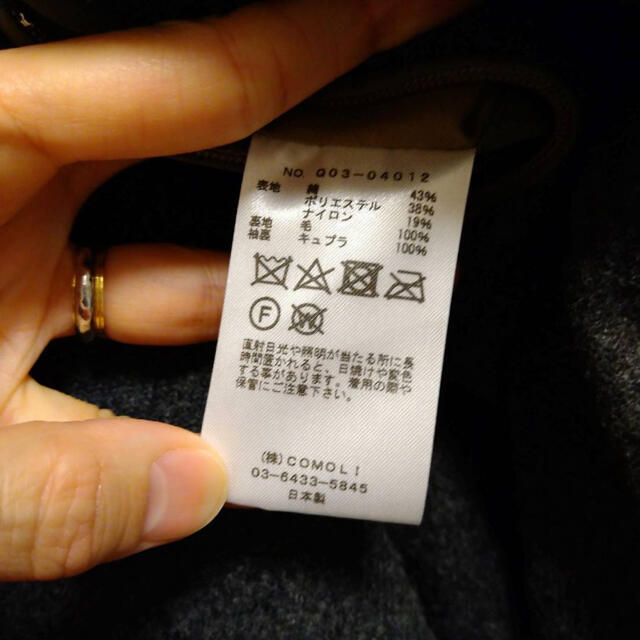 NO. Q03-04012
表地 綿 43%
ポリエステル 38%
ナイロン 19%
裏地 毛 100%
袖裏 キュプラ 100%
F W
直射日光や照明が当たる所に長
時間置かれると、日焼けや変色
する事があります。着用の際や
保管にご注意下さい。
(株)COMOLI
03-6433-5845
日本製